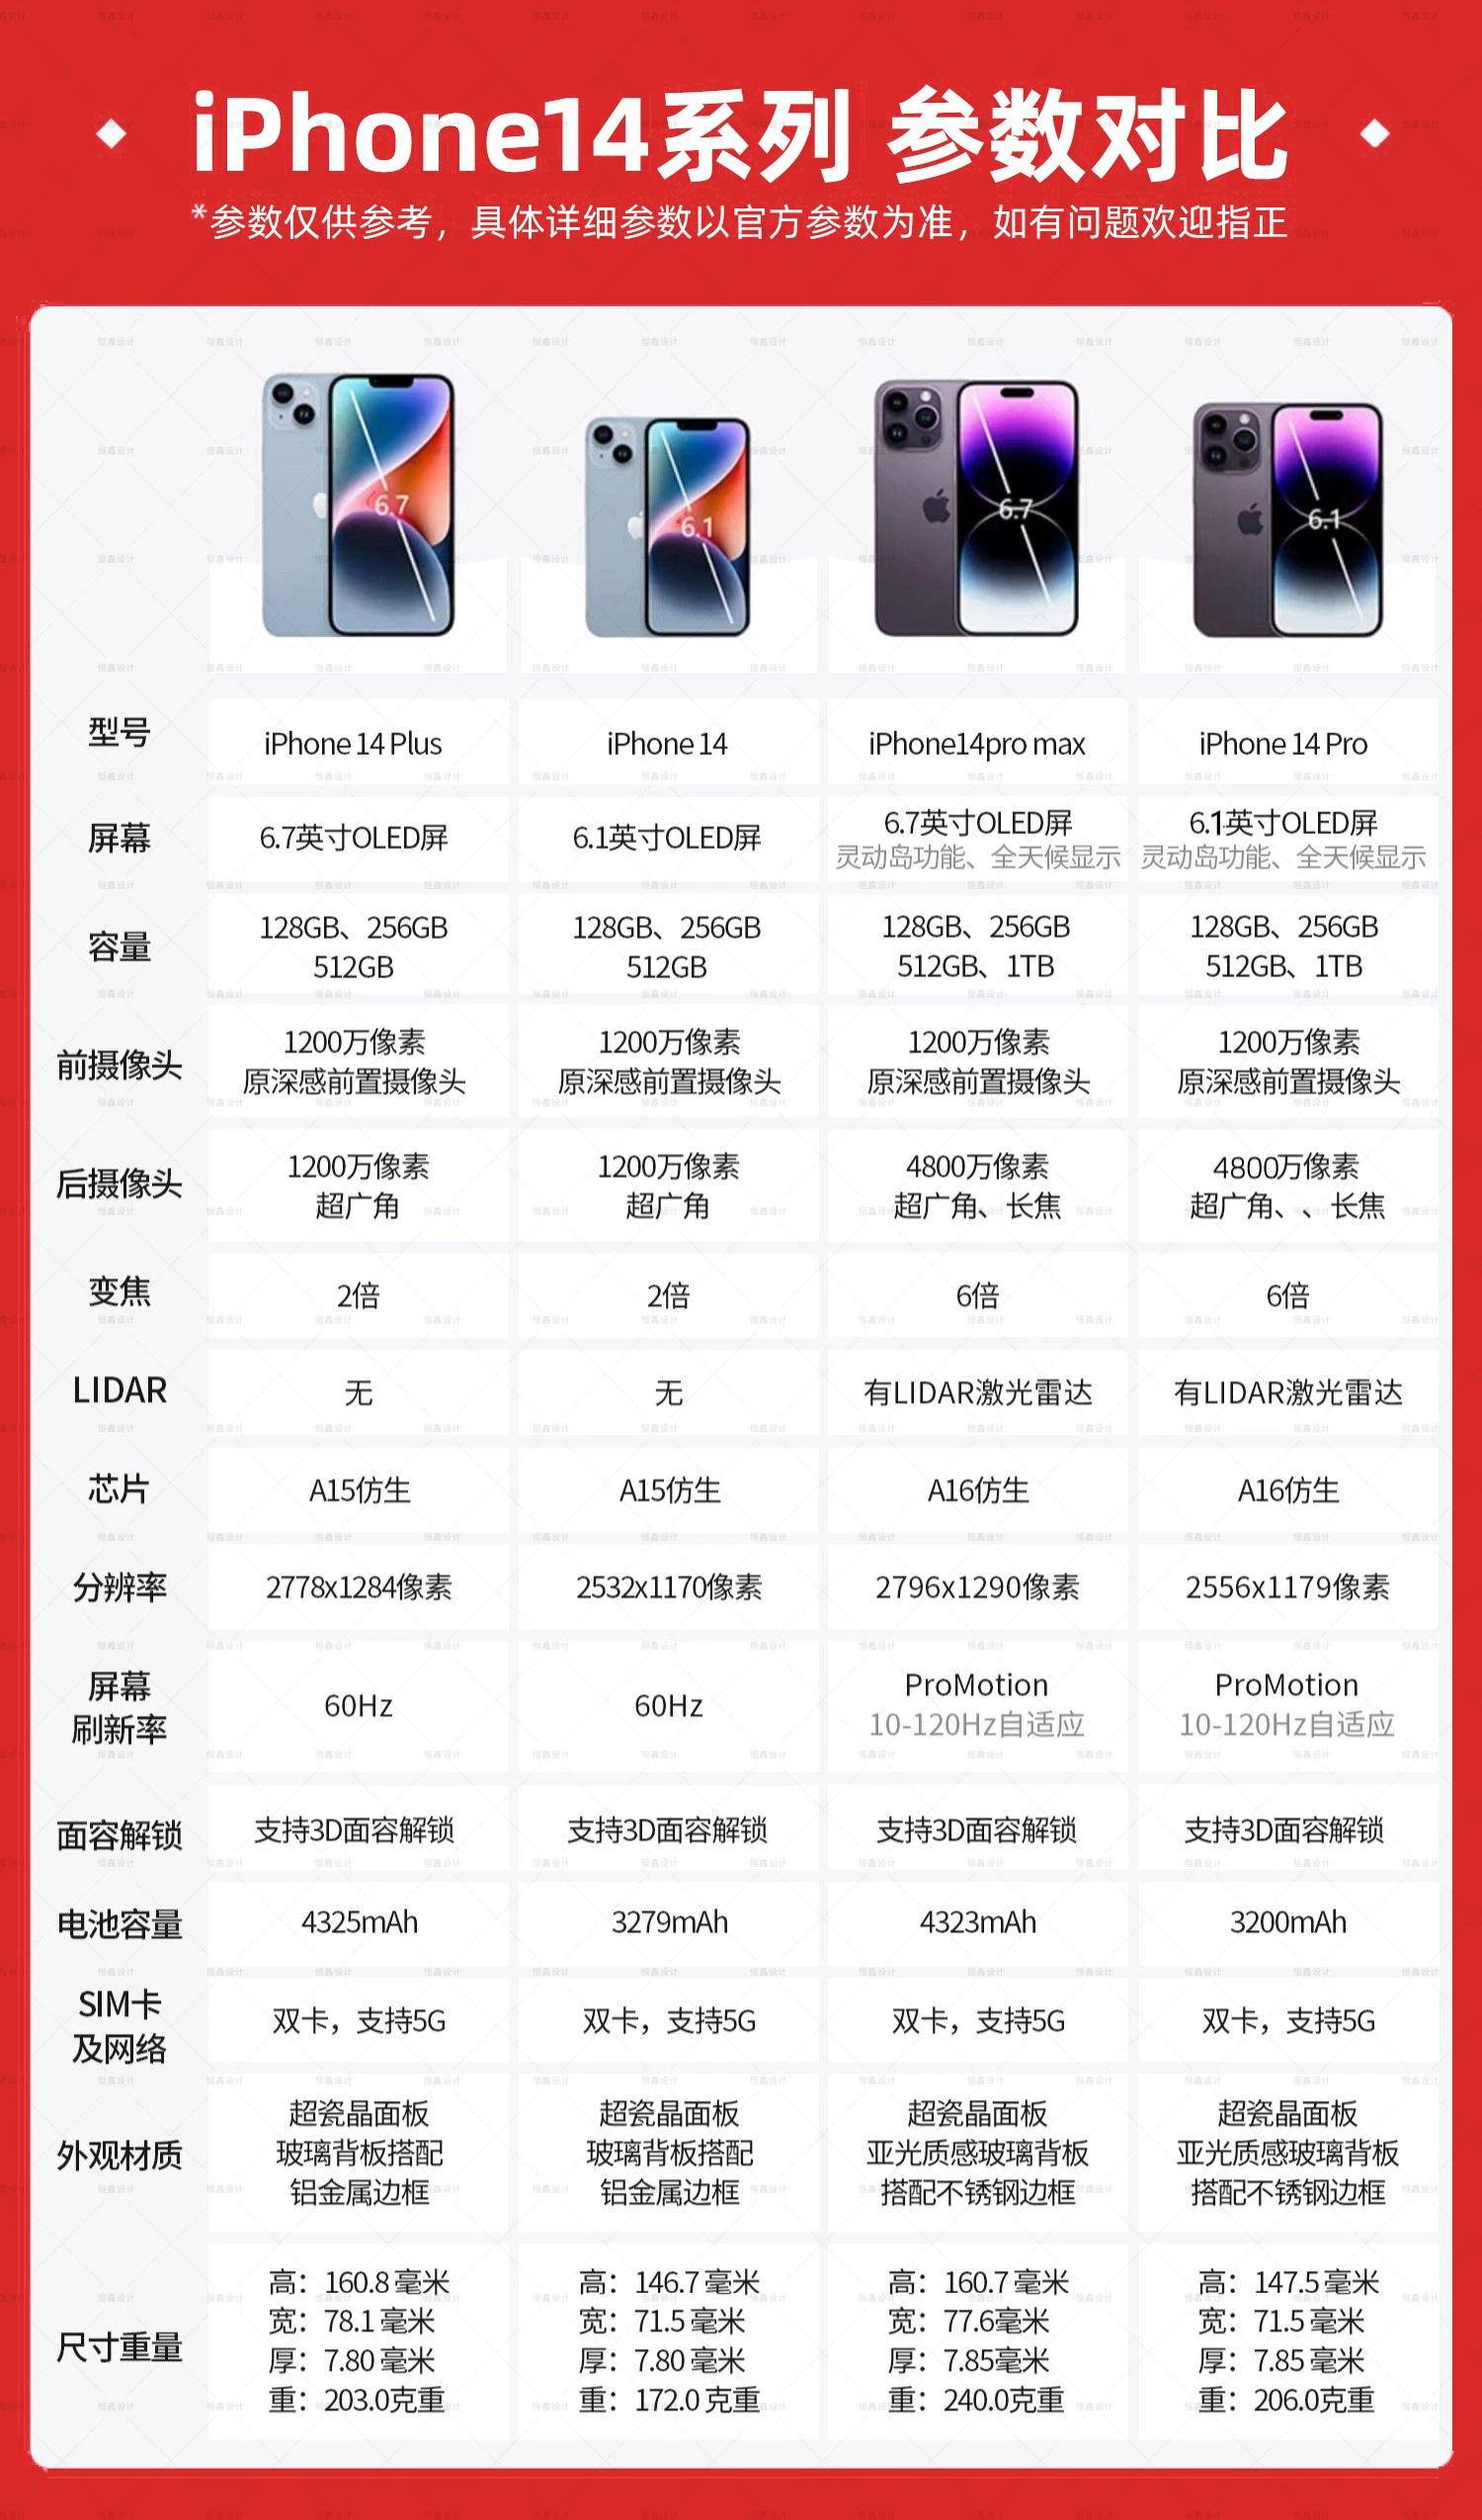 iPhone14系列 参数对比
*参数仅供参考，具体详细参数以官方参数为准，如有问题欢迎指正
6.7
6.1
6.7
6.1
型号
iPhone 14 Plus
iPhone 14
iPhone14pro max
iPhone 14 Pro
屏幕
6.7英寸OLED屏
6.1英寸OLED屏
6.7英寸OLED屏
灵动岛功能、全天候显示
6.1英寸OLED屏
灵动岛功能、全天候显示
容量
128GB、256GB
512GB
128GB、256GB
512GB
128GB、256GB
512GB、1TB
128GB、256GB
512GB、1TB
前摄像头
1200万像素
原深感前置摄像头
1200万像素
原深感前置摄像头
1200万像素
原深感前置摄像头
1200万像素
原深感前置摄像头
后摄像头
1200万像素
超广角
1200万像素
超广角
4800万像素
超广角、长焦
4800万像素
超广角、、长焦
变焦
2倍
2倍
6倍
6倍
LIDAR
无
无
有LIDAR激光雷达
有LIDAR激光雷达
芯片
A15仿生
A15仿生
A16仿生
A16仿生
分辨率
2778x1284像素
2532x1170像素
2796x1290像素
2556x1179像素
屏幕
刷新率
60Hz
60Hz
ProMotion
10-120Hz自适应
ProMotion
10-120Hz自适应
面容解锁
支持3D面容解锁
支持3D面容解锁
支持3D面容解锁
支持3D面容解锁
电池容量
4325mAh
3279mAh
4323mAh
3200mAh
SIM卡
及网络
双卡，支持5G
双卡，支持5G
双卡，支持5G
双卡，支持5G
外观材质
超瓷晶面板
玻璃背板搭配
铝金属边框
超瓷晶面板
玻璃背板搭配
铝金属边框
超瓷晶面板
亚光质感玻璃背板
搭配不锈钢边框
超瓷晶面板
亚光质感玻璃背板
搭配不锈钢边框
尺寸重量
高：160.8 毫米
宽：78.1 毫米
厚：7.80 毫米
重：203.0克重
高：146.7 毫米
宽：71.5 毫米
厚：7.80 毫米
重：172.0 克重
高：160.7 毫米
宽：77.6毫米
厚：7.85毫米
重：240.0克重
高：147.5 毫米
宽：71.5 毫米
厚：7.85 毫米
重：206.0克重
恒鑫设计